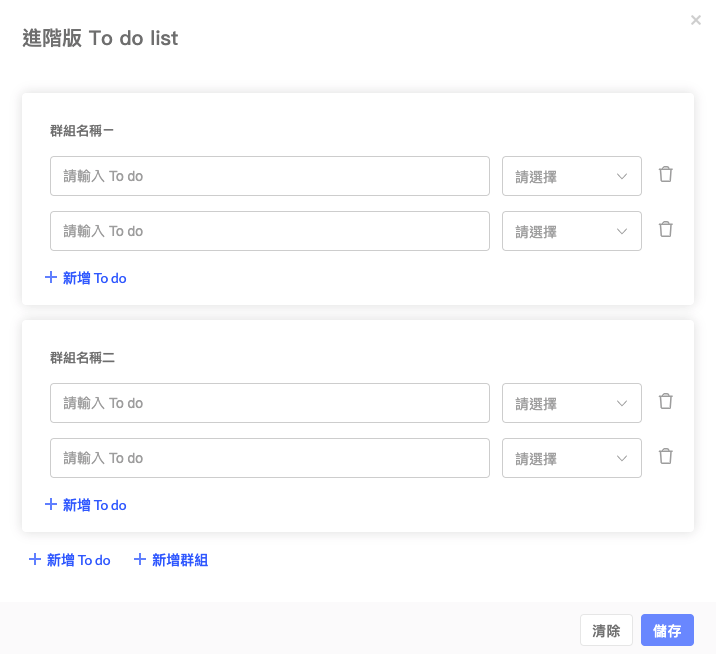 進階版 To do list
群組名稱一
請輸入 To do 請選擇
請輸入 To do 請選擇
新增 To do
群組名稱二
請輸入 To do 請選擇
請輸入 To do 請選擇
新增 To do
新增 To do 新增群組
清除 儲存